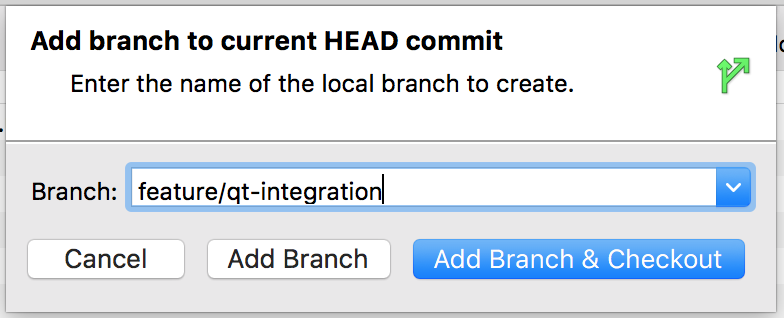 Add branch to current HEAD commit
Enter the name of the local branch to create.
Branch: feature/qt-integration
Cancel Add Branch Add Branch & Checkout